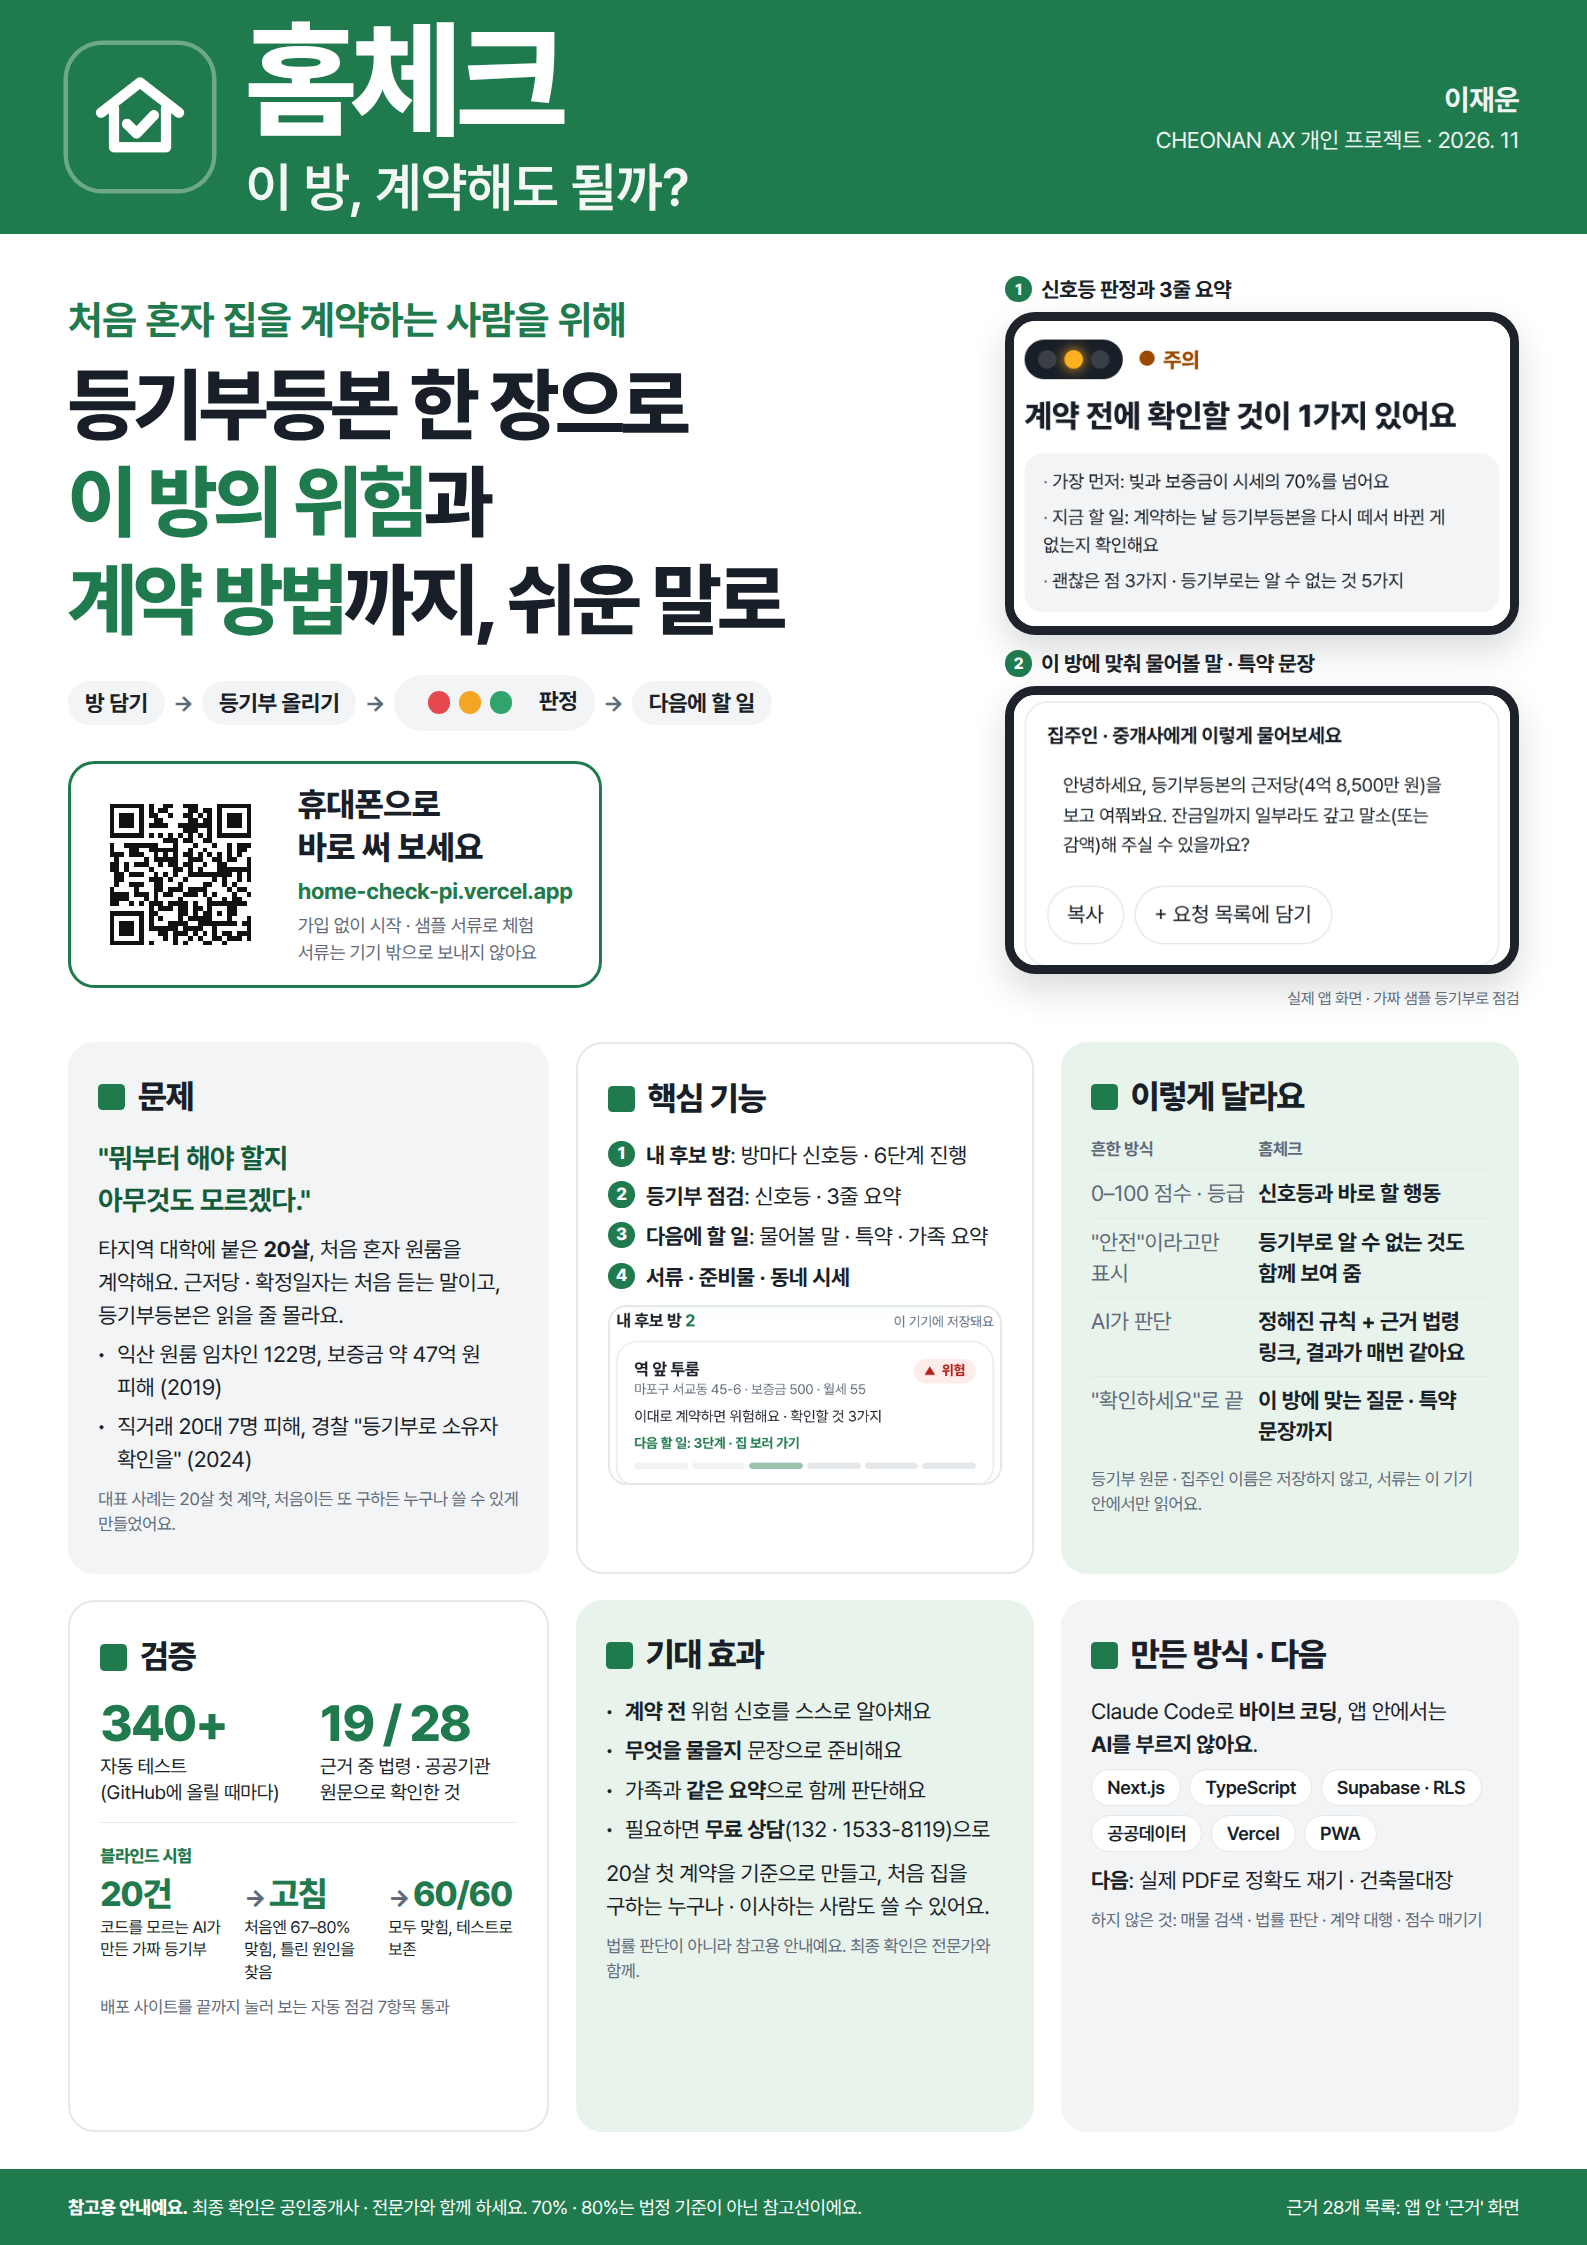 홈체크
이 방, 계약해도 될까?
이재운
CHEONAN AX 개인 프로젝트 · 2026. 11
처음 혼자 집을 계약하는 사람을 위해
등기부등본 한 장으로
이 방의 위험과
계약 방법까지, 쉬운 말로
방 담기 → 등기부 올리기 → 판정 → 다음에 할 일
휴대폰으로
바로 써 보세요
home-check-pi.vercel.app
가입 없이 시작 · 샘플 서류로 체험
서류는 기기 밖으로 보내지 않아요
1 신호등 판정과 3줄 요약
주의
계약 전에 확인할 것이 1가지 있어요
· 가장 먼저: 빚과 보증금이 시세의 70%를 넘어요
· 지금 할 일: 계약하는 날 등기부등본을 다시 떼서 바뀐 게
없는지 확인해요
· 괜찮은 점 3가지 · 등기부로는 알 수 없는 것 5가지
2 이 방에 맞춰 물어볼 말 · 특약 문장
집주인 · 중개사에게 이렇게 물어보세요
안녕하세요, 등기부등본의 근저당(4억 8,500만 원)을
보고 여쭤봐요. 잔금일까지 일부라도 갚고 말소(또는
감액)해 주실 수 있을까요?
복사
+ 요청 목록에 담기
실제 앱 화면 · 가짜 샘플 등기부로 점검
문제
"뭐부터 해야 할지
아무것도 모르겠다."
타지역 대학에 붙은 20살, 처음 혼자 원룸을
계약해요. 근저당 · 확정일자는 처음 듣는 말이고,
등기부등본은 읽을 줄 몰라요.
· 익산 원룸 임차인 122명, 보증금 약 47억 원
피해 (2019)
· 직거래 20대 7명 피해, 경찰 "등기부로 소유자
확인을" (2024)
대표 사례는 20살 첫 계약, 처음이든 또 구하든 누구나 쓸 수 있게
만들었어요.
핵심 기능
1 내 후보 방: 방마다 신호등 · 6단계 진행
2 등기부 점검: 신호등 · 3줄 요약
3 다음에 할 일: 물어볼 말 · 특약 · 가족 요약
4 서류 · 준비물 · 동네 시세
내 후보 방 2
이 기기에 저장돼요
역 앞 투룸
▲ 위험
마포구 서교동 45-6 · 보증금 500 · 월세 55
이대로 계약하면 위험해요 · 확인할 것 3가지
다음 할 일: 3단계 · 집 보러 가기
이렇게 달라요
흔한 방식 홈체크
0–100 점수 · 등급 신호등과 바로 할 행동
"안전"이라고만 등기부로 알 수 없는 것도
표시 함께 보여 줌
AI가 판단 정해진 규칙 + 근거 법령
링크, 결과가 매번 같아요
"확인하세요"로 끝 이 방에 맞는 질문 · 특약
문장까지
등기부 원문 · 집주인 이름은 저장하지 않고, 서류는 이 기기
안에서만 읽어요.
검증
340+
자동 테스트
(GitHub에 올릴 때마다)
19 / 28
근거 중 법령 · 공공기관
원문으로 확인한 것
블라인드 시험
20건
코드를 모르는 AI가
만든 가짜 등기부
→ 고침
처음엔 67–80%
맞힘, 틀린 원인을
찾음
→ 60/60
모두 맞힘, 테스트로
보존
배포 사이트를 끝까지 눌러 보는 자동 점검 7항목 통과
기대 효과
· 계약 전 위험 신호를 스스로 알아채요
· 무엇을 물을지 문장으로 준비해요
· 가족과 같은 요약으로 함께 판단해요
· 필요하면 무료 상담(132 · 1533-8119)으로
20살 첫 계약을 기준으로 만들고, 처음 집을
구하는 누구나 · 이사하는 사람도 쓸 수 있어요.
법률 판단이 아니라 참고용 안내예요. 최종 확인은 전문가와
함께.
만든 방식 · 다음
Claude Code로 바이브 코딩, 앱 안에서는
AI를 부르지 않아요.
Next.js TypeScript Supabase · RLS
공공데이터 Vercel PWA
다음: 실제 PDF로 정확도 재기 · 건축물대장
하지 않은 것: 매물 검색 · 법률 판단 · 계약 대행 · 점수 매기기
참고용 안내예요. 최종 확인은 공인중개사 · 전문가와 함께 하세요. 70% · 80%는 법정 기준이 아닌 참고선이에요.
근거 28개 목록: 앱 안 '근거' 화면